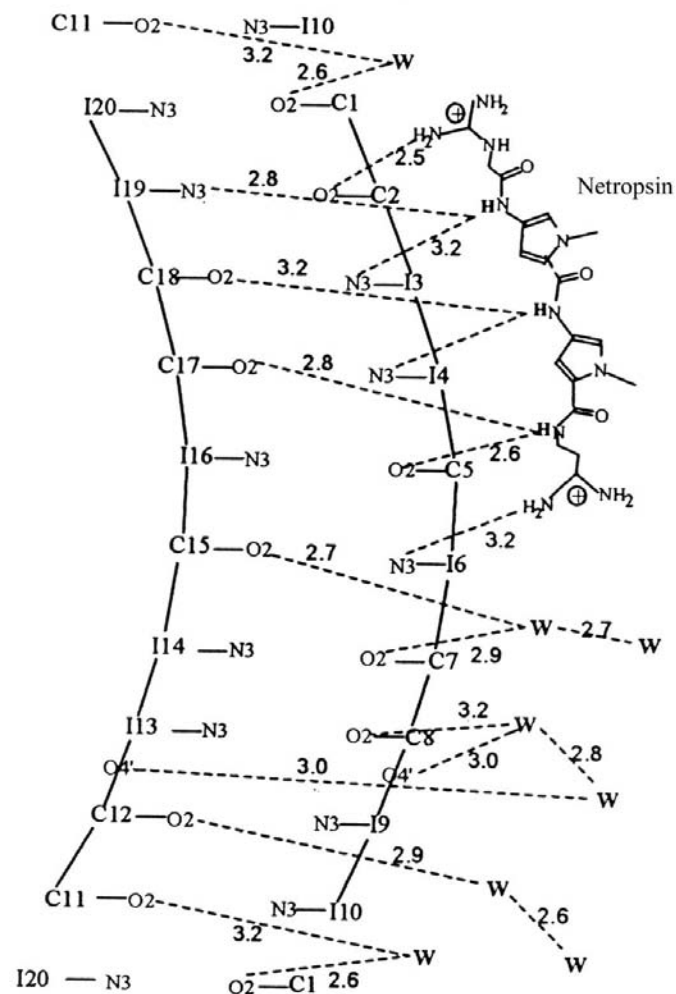 C11 O2 N3 I10
3.2 W
2.6
O2 C1
NH2
I20 N3 H2N ⊕
NH
2.5
O
I19 N3 2.8 O2 C2 HN Netropsin
3.2 N
C18 O2 3.2 N3 I3 O
HN
C17 O2 2.8 N3 I4
N
O
HN
I16 N3 O2 C5 2.6
H2N ⊕ NH2
C15 O2 2.7 N3 I6 3.2
W 2.7 W
I14 N3 O2 C7 2.9
I13 N3 O2 C8 3.2 W
O4' 3.0 O4' 3.0 2.8
W
C12 O2 N3 I9
2.9
W
C11 O2 N3 I10 2.6
3.2 W W
I20 N3 O2 C1 2.6